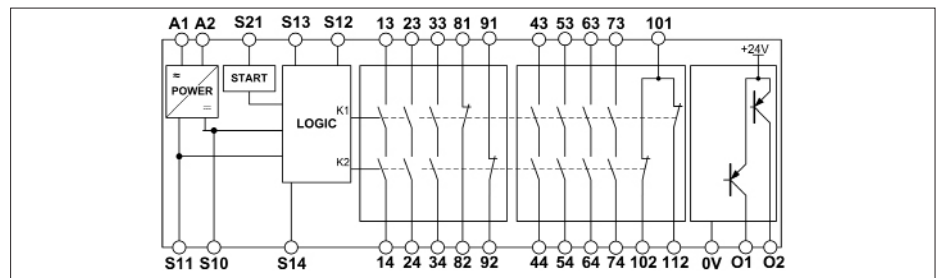 A1 A2 S21 S13 S12 13 23 33 81 91 43 53 63 73 101
+24V
≈
POWER
START
LOGIC
K1
K2
S11 S10 S14 14 24 34 82 92 44 54 64 74 102 112 0V O1 O2